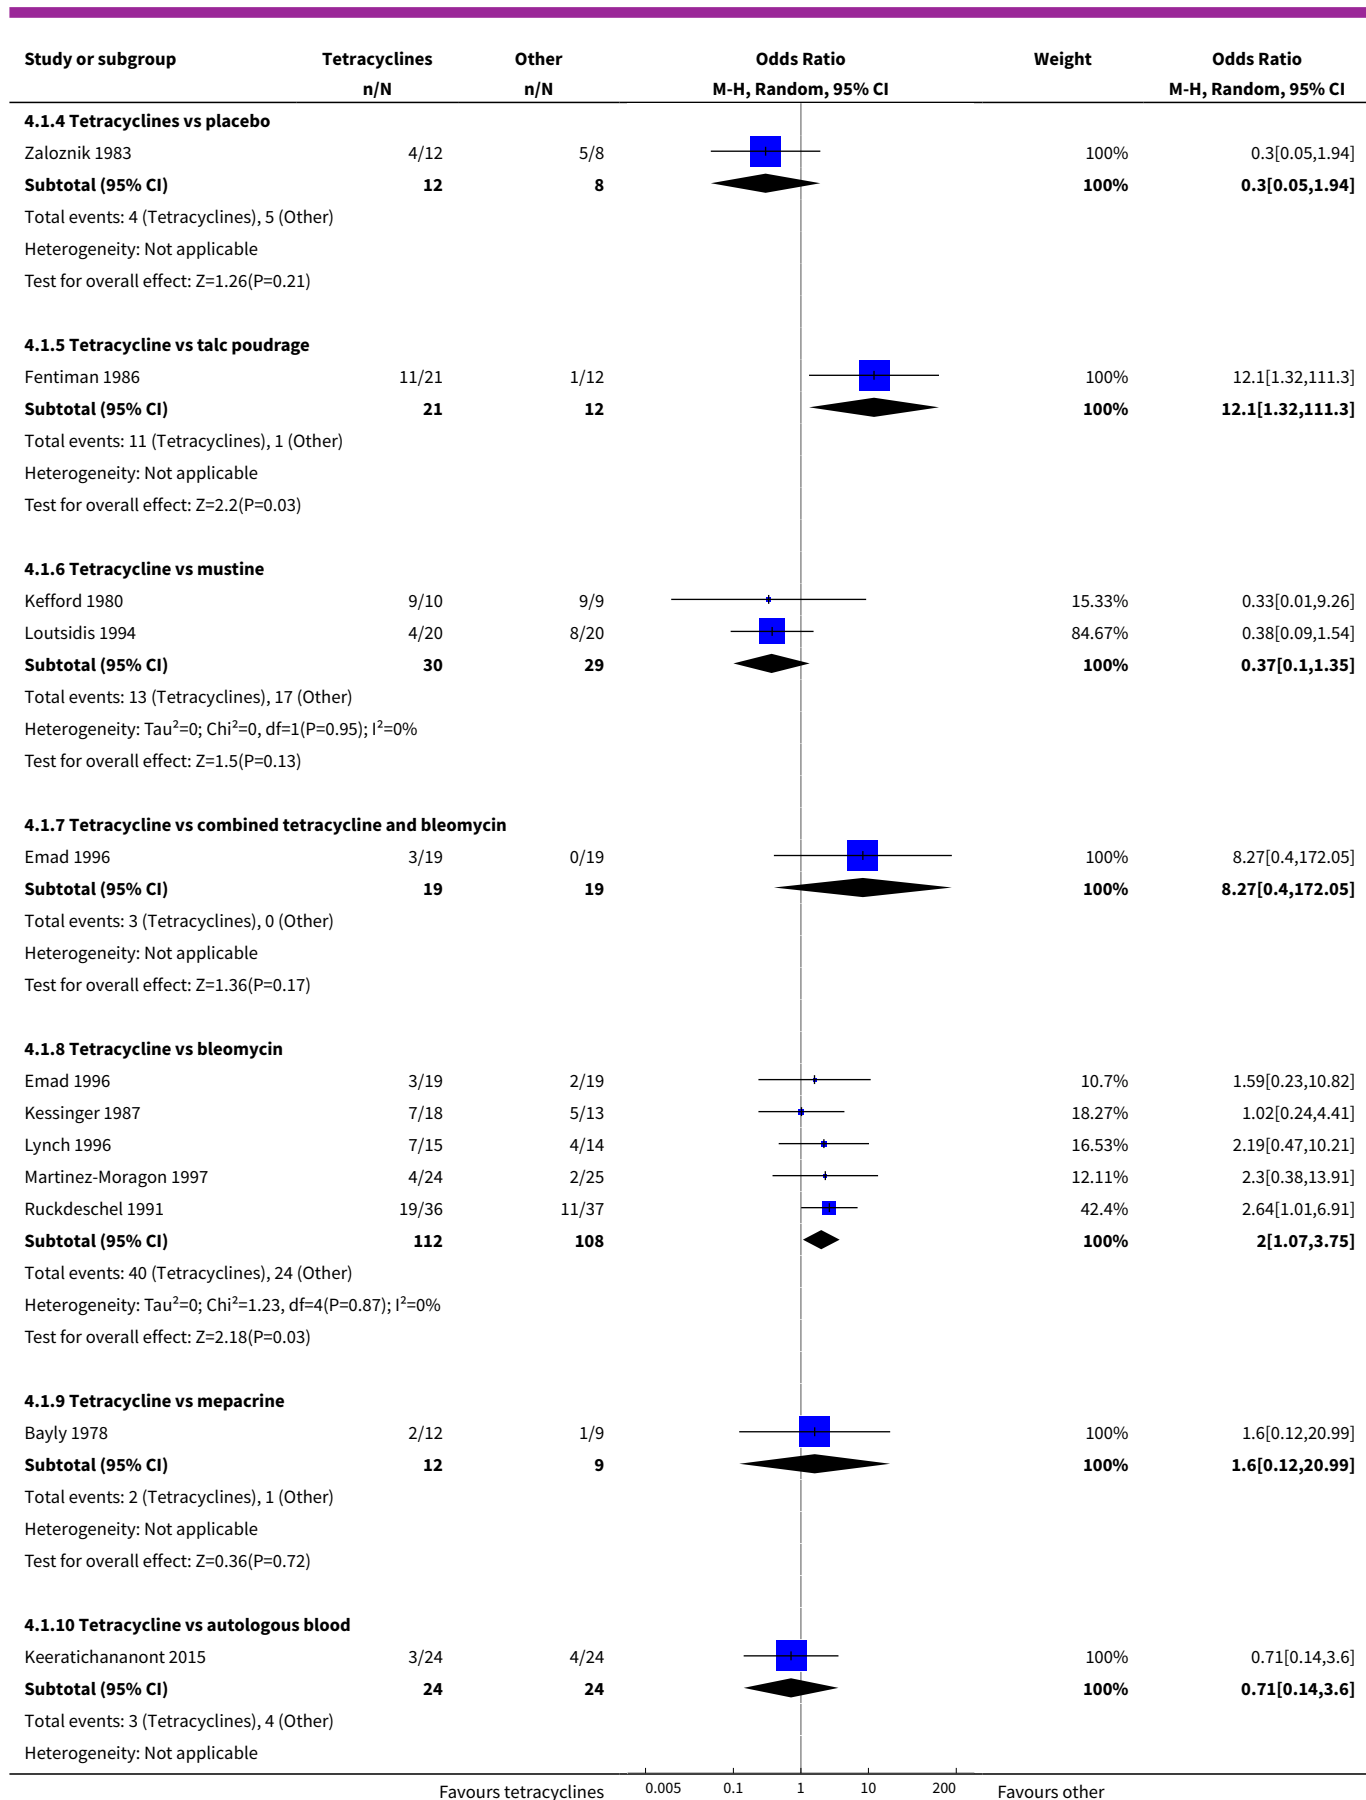 Study or subgroup Tetracyclines Other Odds Ratio Weight Odds Ratio
n/N n/N M-H, Random, 95% CI M-H, Random, 95% CI
4.1.4 Tetracyclines vs placebo
Zaloznik 1983 4/12 5/8 100% 0.3[0.05,1.94]
Subtotal (95% CI) 12 8 100% 0.3[0.05,1.94]
Total events: 4 (Tetracyclines), 5 (Other)
Heterogeneity: Not applicable
Test for overall effect: Z=1.26(P=0.21)
4.1.5 Tetracycline vs talc poudrage
Fentiman 1986 11/21 1/12 100% 12.1[1.32,111.3]
Subtotal (95% CI) 21 12 100% 12.1[1.32,111.3]
Total events: 11 (Tetracyclines), 1 (Other)
Heterogeneity: Not applicable
Test for overall effect: Z=2.2(P=0.03)
4.1.6 Tetracycline vs mustine
Kefford 1980 9/10 9/9 15.33% 0.33[0.01,9.26]
Loutsidis 1994 4/20 8/20 84.67% 0.38[0.09,1.54]
Subtotal (95% CI) 30 29 100% 0.37[0.1,1.35]
Total events: 13 (Tetracyclines), 17 (Other)
Heterogeneity: Tau²=0; Chi²=0, df=1(P=0.95); I²=0%
Test for overall effect: Z=1.5(P=0.13)
4.1.7 Tetracycline vs combined tetracycline and bleomycin
Emad 1996 3/19 0/19 100% 8.27[0.4,172.05]
Subtotal (95% CI) 19 19 100% 8.27[0.4,172.05]
Total events: 3 (Tetracyclines), 0 (Other)
Heterogeneity: Not applicable
Test for overall effect: Z=1.36(P=0.17)
4.1.8 Tetracycline vs bleomycin
Emad 1996 3/19 2/19 10.7% 1.59[0.23,10.82]
Kessinger 1987 7/18 5/13 18.27% 1.02[0.24,4.41]
Lynch 1996 7/15 4/14 16.53% 2.19[0.47,10.21]
Martinez-Moragon 1997 4/24 2/25 12.11% 2.3[0.38,13.91]
Ruckdeschel 1991 19/36 11/37 42.4% 2.64[1.01,6.91]
Subtotal (95% CI) 112 108 100% 2[1.07,3.75]
Total events: 40 (Tetracyclines), 24 (Other)
Heterogeneity: Tau²=0; Chi²=1.23, df=4(P=0.87); I²=0%
Test for overall effect: Z=2.18(P=0.03)
4.1.9 Tetracycline vs mepacrine
Bayly 1978 2/12 1/9 100% 1.6[0.12,20.99]
Subtotal (95% CI) 12 9 100% 1.6[0.12,20.99]
Total events: 2 (Tetracyclines), 1 (Other)
Heterogeneity: Not applicable
Test for overall effect: Z=0.36(P=0.72)
4.1.10 Tetracycline vs autologous blood
Keeratichananont 2015 3/24 4/24 100% 0.71[0.14,3.6]
Subtotal (95% CI) 24 24 100% 0.71[0.14,3.6]
Total events: 3 (Tetracyclines), 4 (Other)
Heterogeneity: Not applicable
Favours tetracyclines 0.005 0.1 1 10 200 Favours other